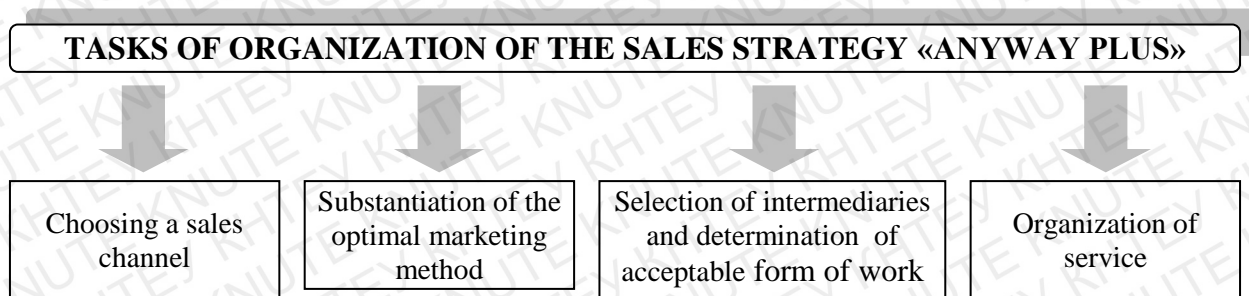 TASKS OF ORGANIZATION OF THE SALES STRATEGY «ANYWAY PLUS»
Choosing a sales
channel
Substantiation of the
optimal marketing
method
Selection of intermediaries
and determination of
acceptable form of work
Organization of
service